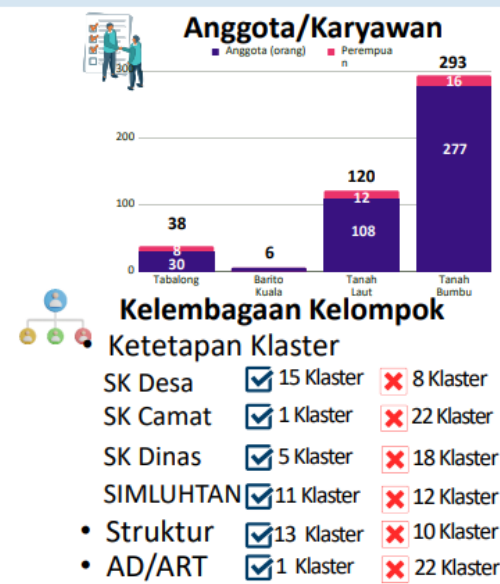 Anggota/Karyawan
Anggota (orang) Perempua
n
300
200
100
0
38
8
30
6
120
12
108
293
16
277
Tabalong
Barito
Kuala
Tanah
Laut
Tanah
Bumbu
Kelembagaan Kelompok
• Ketetapan Klaster
SK Desa 15 Klaster 8 Klaster
SK Camat 1 Klaster 22 Klaster
SK Dinas 5 Klaster 18 Klaster
SIMLUHTAN 11 Klaster 12 Klaster
• Struktur 13 Klaster 10 Klaster
• AD/ART 1 Klaster 22 Klaster